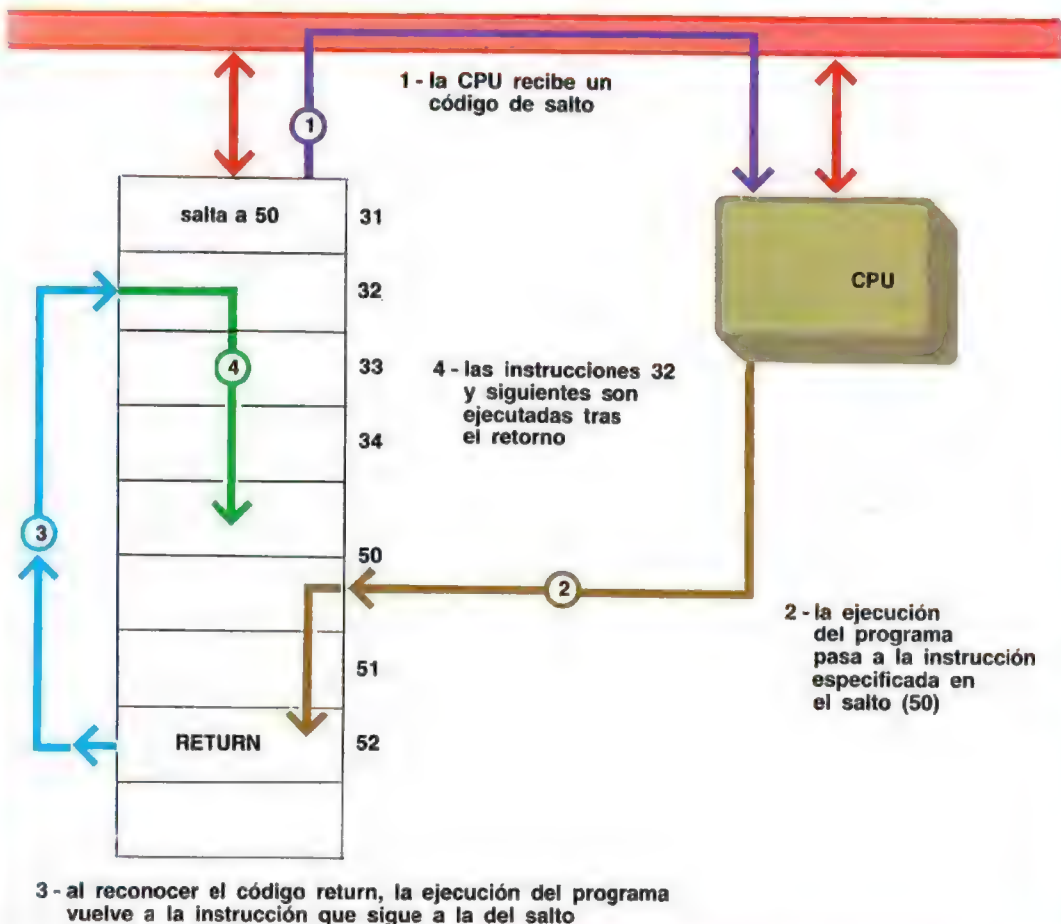 1 - la CPU recibe un
código de salto
1
salta a 50
31
CPU
32
4
33
4 - las instrucciones 32
y siguientes son
ejecutadas tras
el retorno
34
3
50
2
2 - la ejecución
del programa
pasa a la instrucción
especificada en
el salto (50)
51
RETURN
52
3 - al reconocer el código return, la ejecución del programa
vuelve a la instrucción que sigue a la del salto